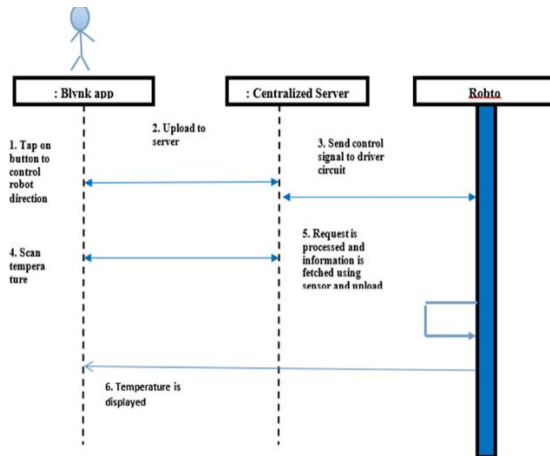 : Blynk app
: Centralized Server
Robto
1. Tap on
button to
control
robot
direction
2. Upload to
server
3. Send control
signal to driver
circuit
4. Scan
tempera
ture
5. Request is
processed and
information is
fetched using
sensor and upload
6. Temperature is
displayed